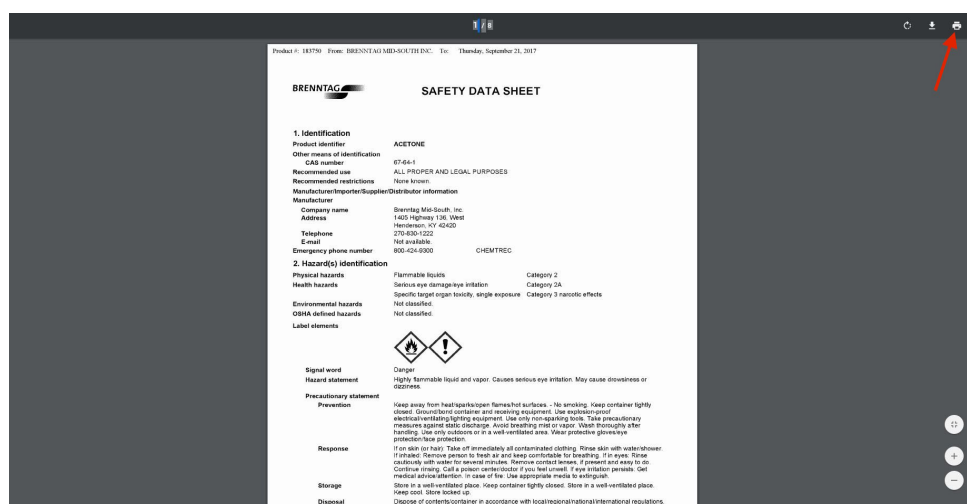 1 / 8
Product #: 183750 From: BRENNTAG MID-SOUTH INC. To: Thursday, September 21, 2017
BRENNTAG
SAFETY DATA SHEET
1. Identification
Product identifier ACETONE
Other means of identification
CAS number 67-64-1
Recommended use ALL PROPER AND LEGAL PURPOSES
Recommended restrictions None known.
Manufacturer/Importer/Supplier/Distributor information
Manufacturer
Company name Brenntag Mid-South, Inc.
Address 1405 Highway 136, West
Henderson, KY 42420
Telephone 270-830-1222
E-mail Not available.
Emergency phone number 800-424-9300 CHEMTREC
2. Hazard(s) identification
Physical hazards Flammable liquids Category 2
Health hazards Serious eye damage/eye irritation Category 2A
Specific target organ toxicity, single exposure Category 3 narcotic effects
Environmental hazards Not classified.
OSHA defined hazards Not classified.
Label elements
Signal word Danger
Hazard statement Highly flammable liquid and vapor. Causes serious eye irritation. May cause drowsiness or
dizziness.
Precautionary statement
Prevention Keep away from heat/sparks/open flames/hot surfaces. - No smoking. Keep container tightly
closed. Ground/bond container and receiving equipment. Use explosion-proof
electrical/ventilating/lighting equipment. Use only non-sparking tools. Take precautionary
measures against static discharge. Avoid breathing mist or vapor. Wash thoroughly after
handling. Use only outdoors or in a well-ventilated area. Wear protective gloves/eye
protection/face protection.
Response If on skin (or hair): Take off immediately all contaminated clothing. Rinse skin with water/shower.
If inhaled: Remove person to fresh air and keep comfortable for breathing. If in eyes: Rinse
cautiously with water for several minutes. Remove contact lenses, if present and easy to do.
Continue rinsing. Call a poison center/doctor if you feel unwell. If eye irritation persists: Get
medical advice/attention. In case of fire: Use appropriate media to extinguish.
Storage Store in a well-ventilated place. Keep container tightly closed. Store in a well-ventilated place.
Keep cool. Store locked up.
Disposal Dispose of contents/container in accordance with local/regional/national/international regulations.